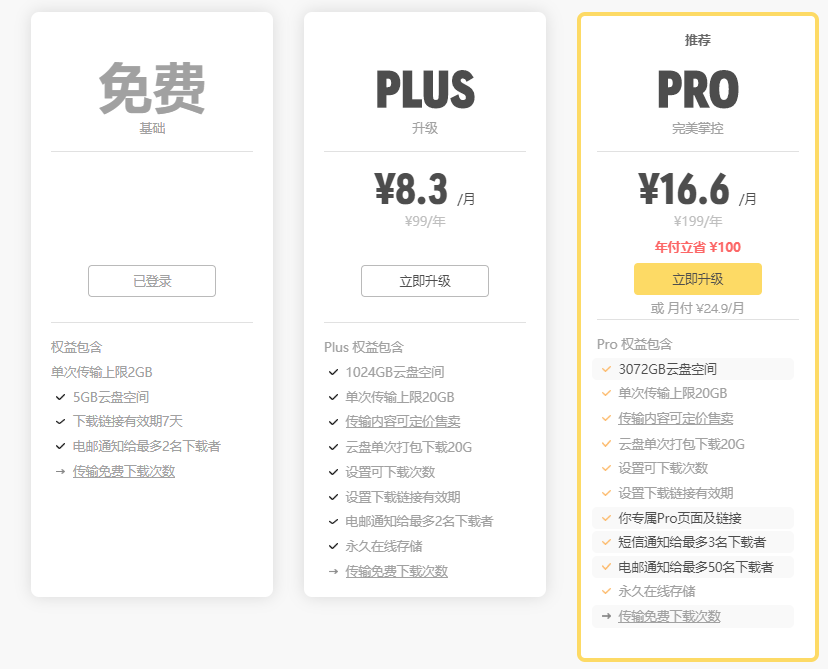 免费
基础
已登录
权益包含
单次传输上限2GB
5GB云盘空间
下载链接有效期7天
电邮通知给最多2名下载者
传输免费下载次数
PLUS
升级
¥8.3 /月
¥99/年
立即升级
Plus 权益包含
1024GB云盘空间
单次传输上限20GB
传输内容可定价售卖
云盘单次打包下载20G
设置可下载次数
设置下载链接有效期
电邮通知给最多2名下载者
永久在线存储
传输免费下载次数
推荐
PRO
完美掌控
¥16.6 /月
¥199/年
年付立省 ¥100
立即升级
或 月付 ¥24.9/月
Pro 权益包含
3072GB云盘空间
单次传输上限20GB
传输内容可定价售卖
云盘单次打包下载20G
设置可下载次数
设置下载链接有效期
你专属Pro页面及链接
短信通知给最多3名下载者
电邮通知给最多50名下载者
永久在线存储
传输免费下载次数